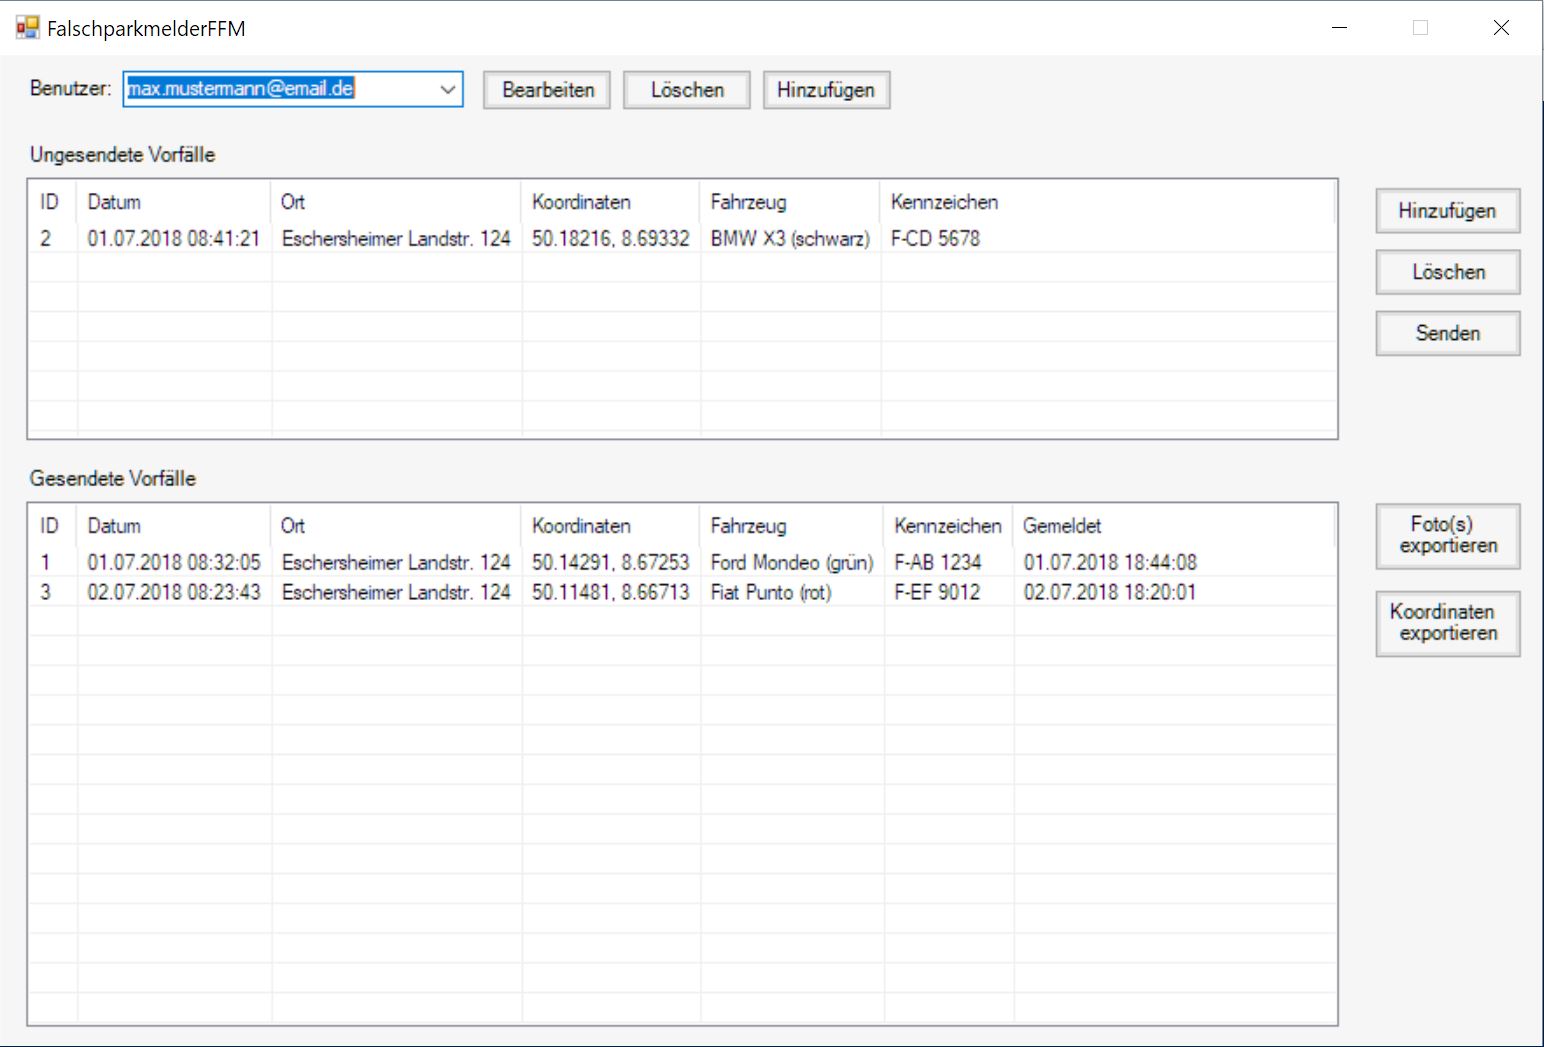 FalschparkmelderFFM
Benutzer: max.mustermann@email.de Bearbeiten Löschen Hinzufügen
Ungesendete Vorfälle
ID Datum Ort Koordinaten Fahrzeug Kennzeichen
2 01.07.2018 08:41:21 Eschersheimer Landstr. 124 50.18216, 8.69332 BMW X3 (schwarz) F-CD 5678
Hinzufügen
Löschen
Senden
Gesendete Vorfälle
ID Datum Ort Koordinaten Fahrzeug Kennzeichen Gemeldet
1 01.07.2018 08:32:05 Eschersheimer Landstr. 124 50.14291, 8.67253 Ford Mondeo (grün) F-AB 1234 01.07.2018 18:44:08
3 02.07.2018 08:23:43 Eschersheimer Landstr. 124 50.11481, 8.66713 Fiat Punto (rot) F-EF 9012 02.07.2018 18:20:01
Foto(s)
exportieren
Koordinaten
exportieren